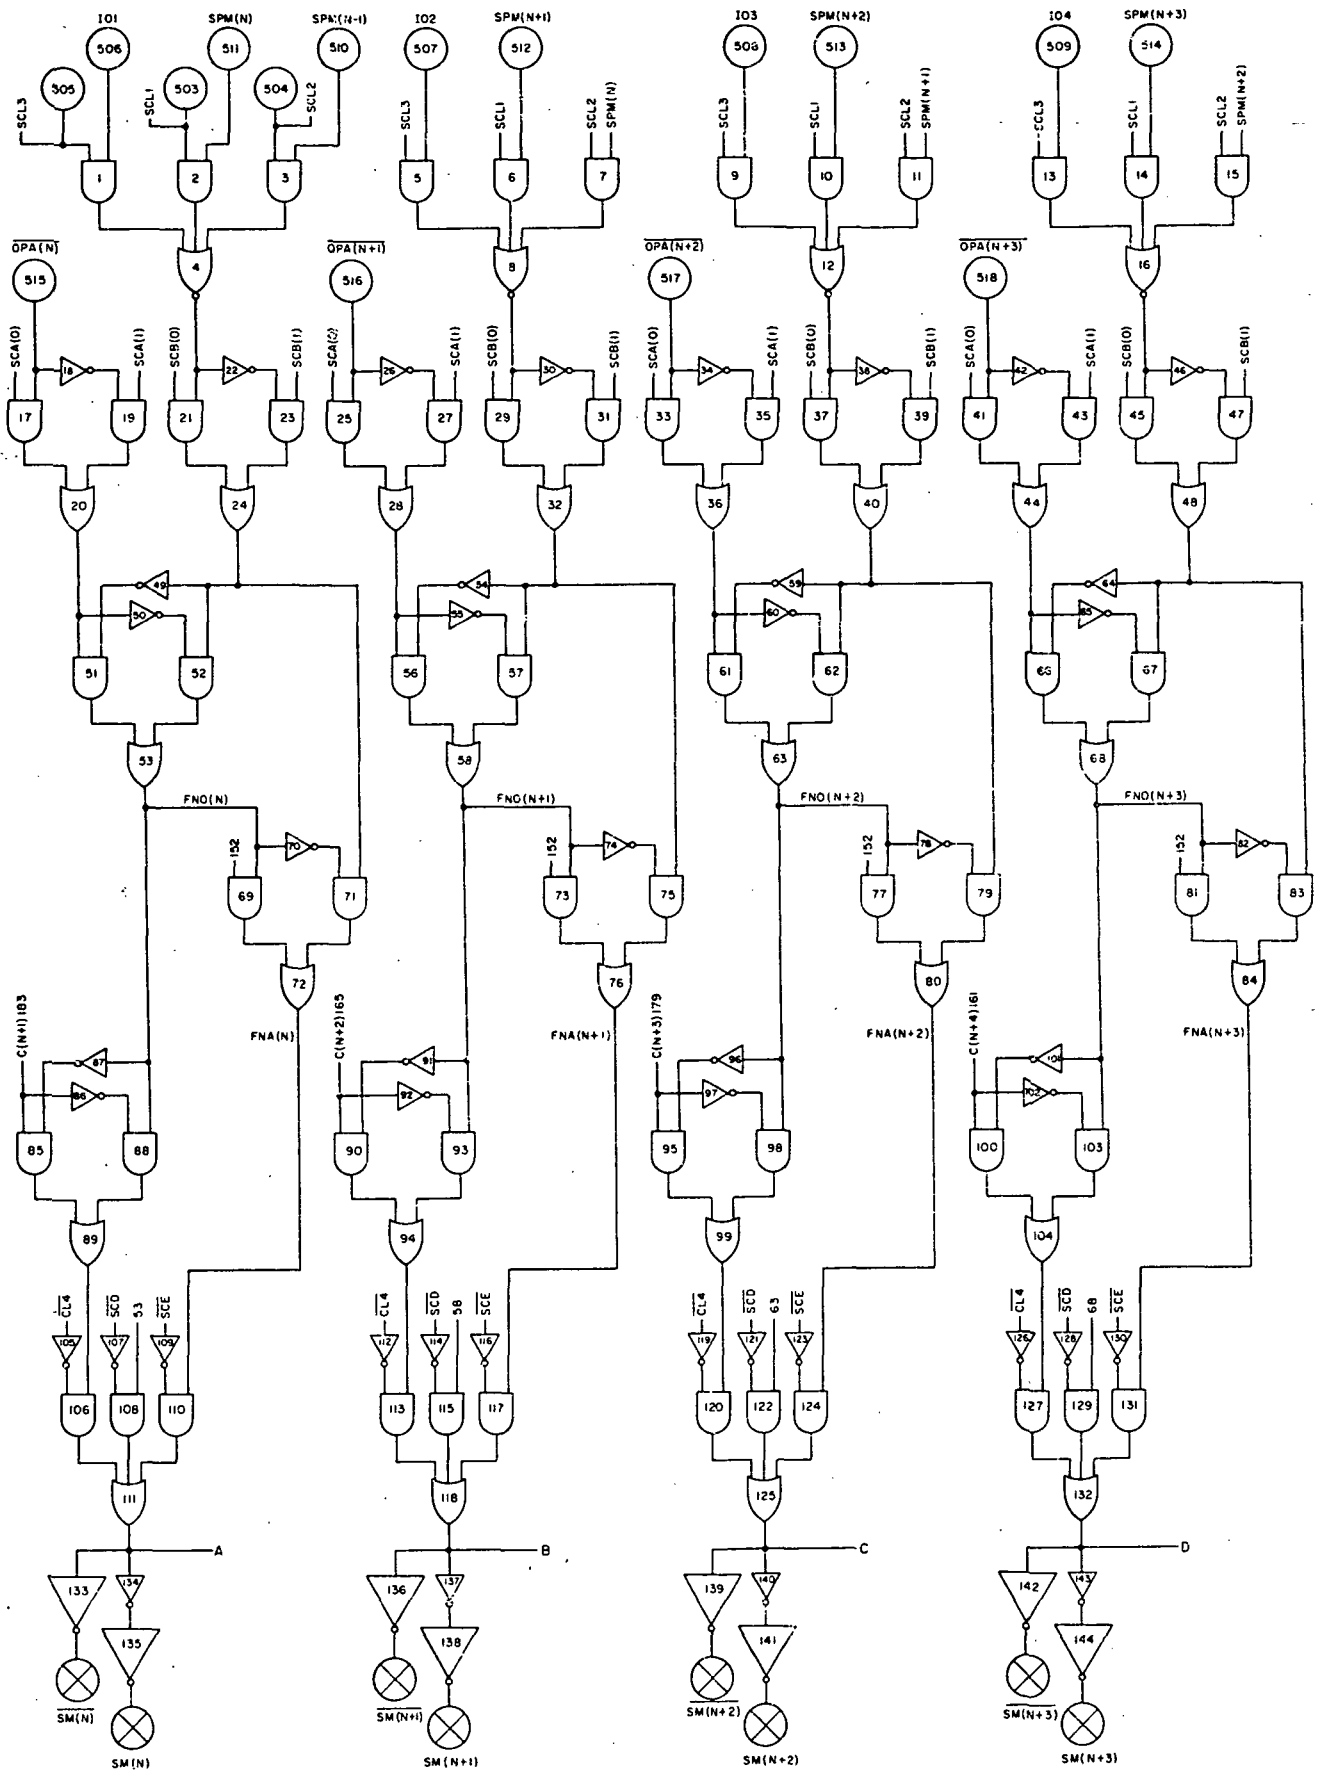 IO1 SPM(N) SPM(N-1) IO2 SPM(N+1) IO3 SPM(N+2) IO4 SPM(N+3)
506 511 510 507 512 508 513 509 514
505 503 504
SCL3 SCL1 SCL2 SCL3 SCL1 SCL2 SPM(N) SCL3 SCL1 SCL2 SPM(N+1) SCL3 SCL1 SCL2 SPM(N+2)
1 2 3 5 6 7 9 10 11 13 14 15
OPA(N) OPA(N+1) OPA(N+2) OPA(N+3)
4 8 12 16
515 516 517 518
SCA(0) SCA(1) SCB(0) SCB(1) SCA(0) SCA(1) SCB(0) SCB(1) SCA(0) SCA(1) SCB(0) SCB(1) SCA(0) SCA(1) SCB(0) SCB(1)
18 22 26 30 34 38 42 46
17 19 21 23 25 27 29 31 33 35 37 39 41 43 45 47
20 24 28 32 36 40 44 48
49 54 59 64
50 55 60 65
51 52 56 57 61 62 66 67
53 58 63 68
FNO(N) FNO(N+1) FNO(N+2) FNO(N+3)
152 70 152 74 152 78 152 82
69 71 73 75 77 79 81 83
72 76 80 84
C(N+1)183 FNA(N) C(N+2)165 FNA(N+1) C(N+3)179 FNA(N+2) C(N+4)161 FNA(N+3)
87 91 96 101
86 92 97 102
85 88 90 93 95 98 100 103
89 94 99 104
CL4 SCD 53 SCE CL4 SCD 58 SCE CL4 SCD 63 SCE CL4 SCD 68 SCE
105 107 109 112 114 116 119 121 123 126 128 130
106 108 110 113 115 117 120 122 124 127 129 131
111 118 125 132
A B C D
133 134 136 137 139 140 142 143
135 138 141 144
SM(N) SM(N+1) SM(N+2) SM(N+3)
SM(N) SM(N+1) SM(N+2) SM(N+3)